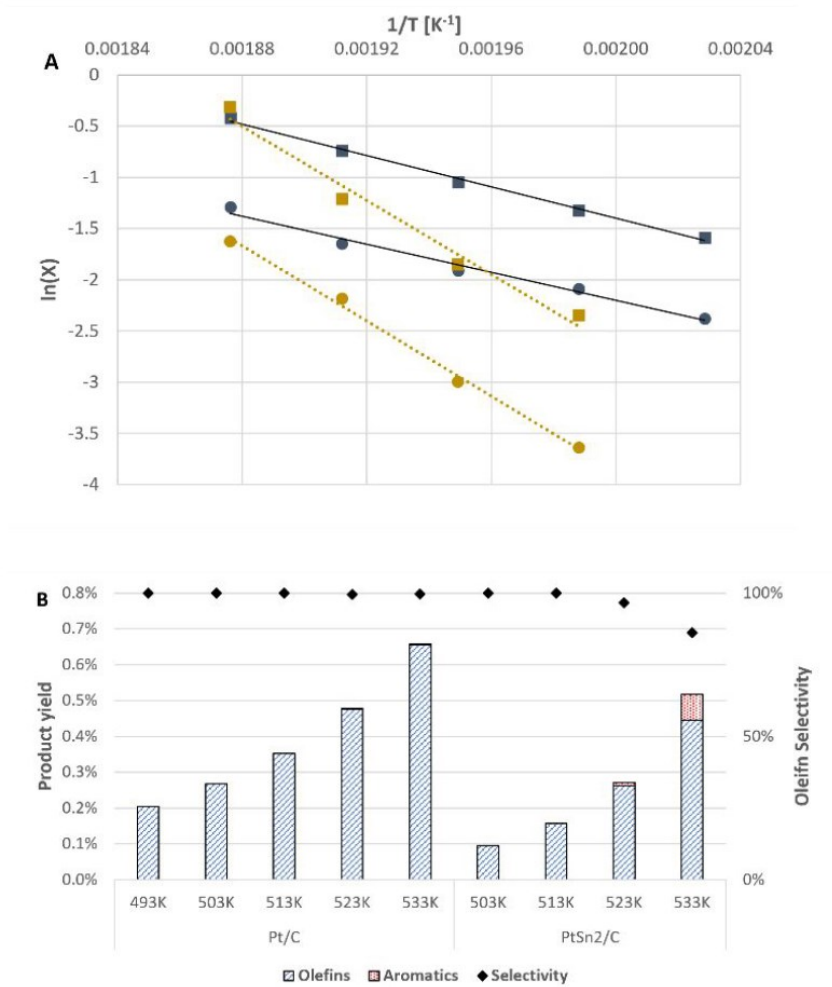 1/T [K-1]
0.00184 0.00188 0.00192 0.00196 0.00200 0.00204
A
0
-0.5
-1
-1.5
-2
-2.5
-3
-3.5
-4
ln(X)
B
0.8%
0.7%
0.6%
0.5%
0.4%
0.3%
0.2%
0.1%
0.0%
Product yield
100%
50%
0%
Oleifn Selectivity
493K 503K 513K 523K 533K 503K 513K 523K 533K
Pt/C PtSn2/C
Olefins Aromatics Selectivity